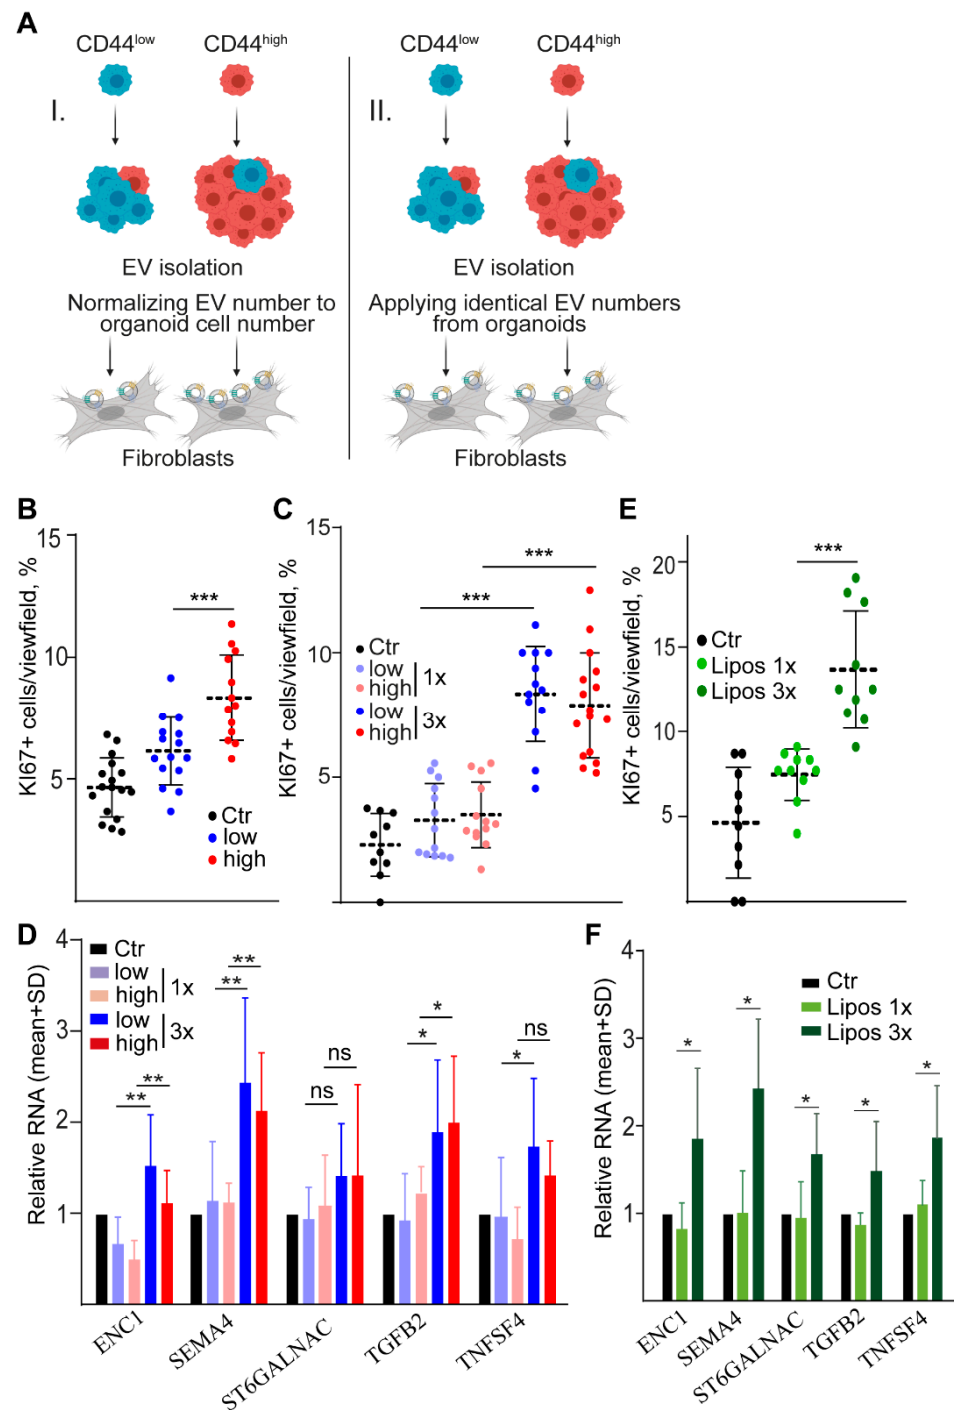 A
CD44low
CD44high
CD44low
CD44high
I.
II.
EV isolation
EV isolation
Normalizing EV number to
organoid cell number
Applying identical EV numbers
from organoids
Fibroblasts
Fibroblasts
B
KI67+ cells/viewfield, %
15
10
5
***
Ctr
low
high
C
KI67+ cells/viewfield, %
15
10
5
***
***
Ctr
low
high
1x
low
high
3x
E
KI67+ cells/viewfield, %
20
15
10
5
***
Ctr
Lipos 1x
Lipos 3x
D
Relative RNA (mean+SD)
4
3
2
1
Ctr
low
high
1x
low
high
3x
**
**
**
**
ns
ns
*
*
*
ns
ENC1
SEMA4
ST6GALNAC
TGFB2
TNFSF4
F
Relative RNA (mean+SD)
4
3
2
1
Ctr
Lipos 1x
Lipos 3x
*
*
*
*
*
ENC1
SEMA4
ST6GALNAC
TGFB2
TNFSF4